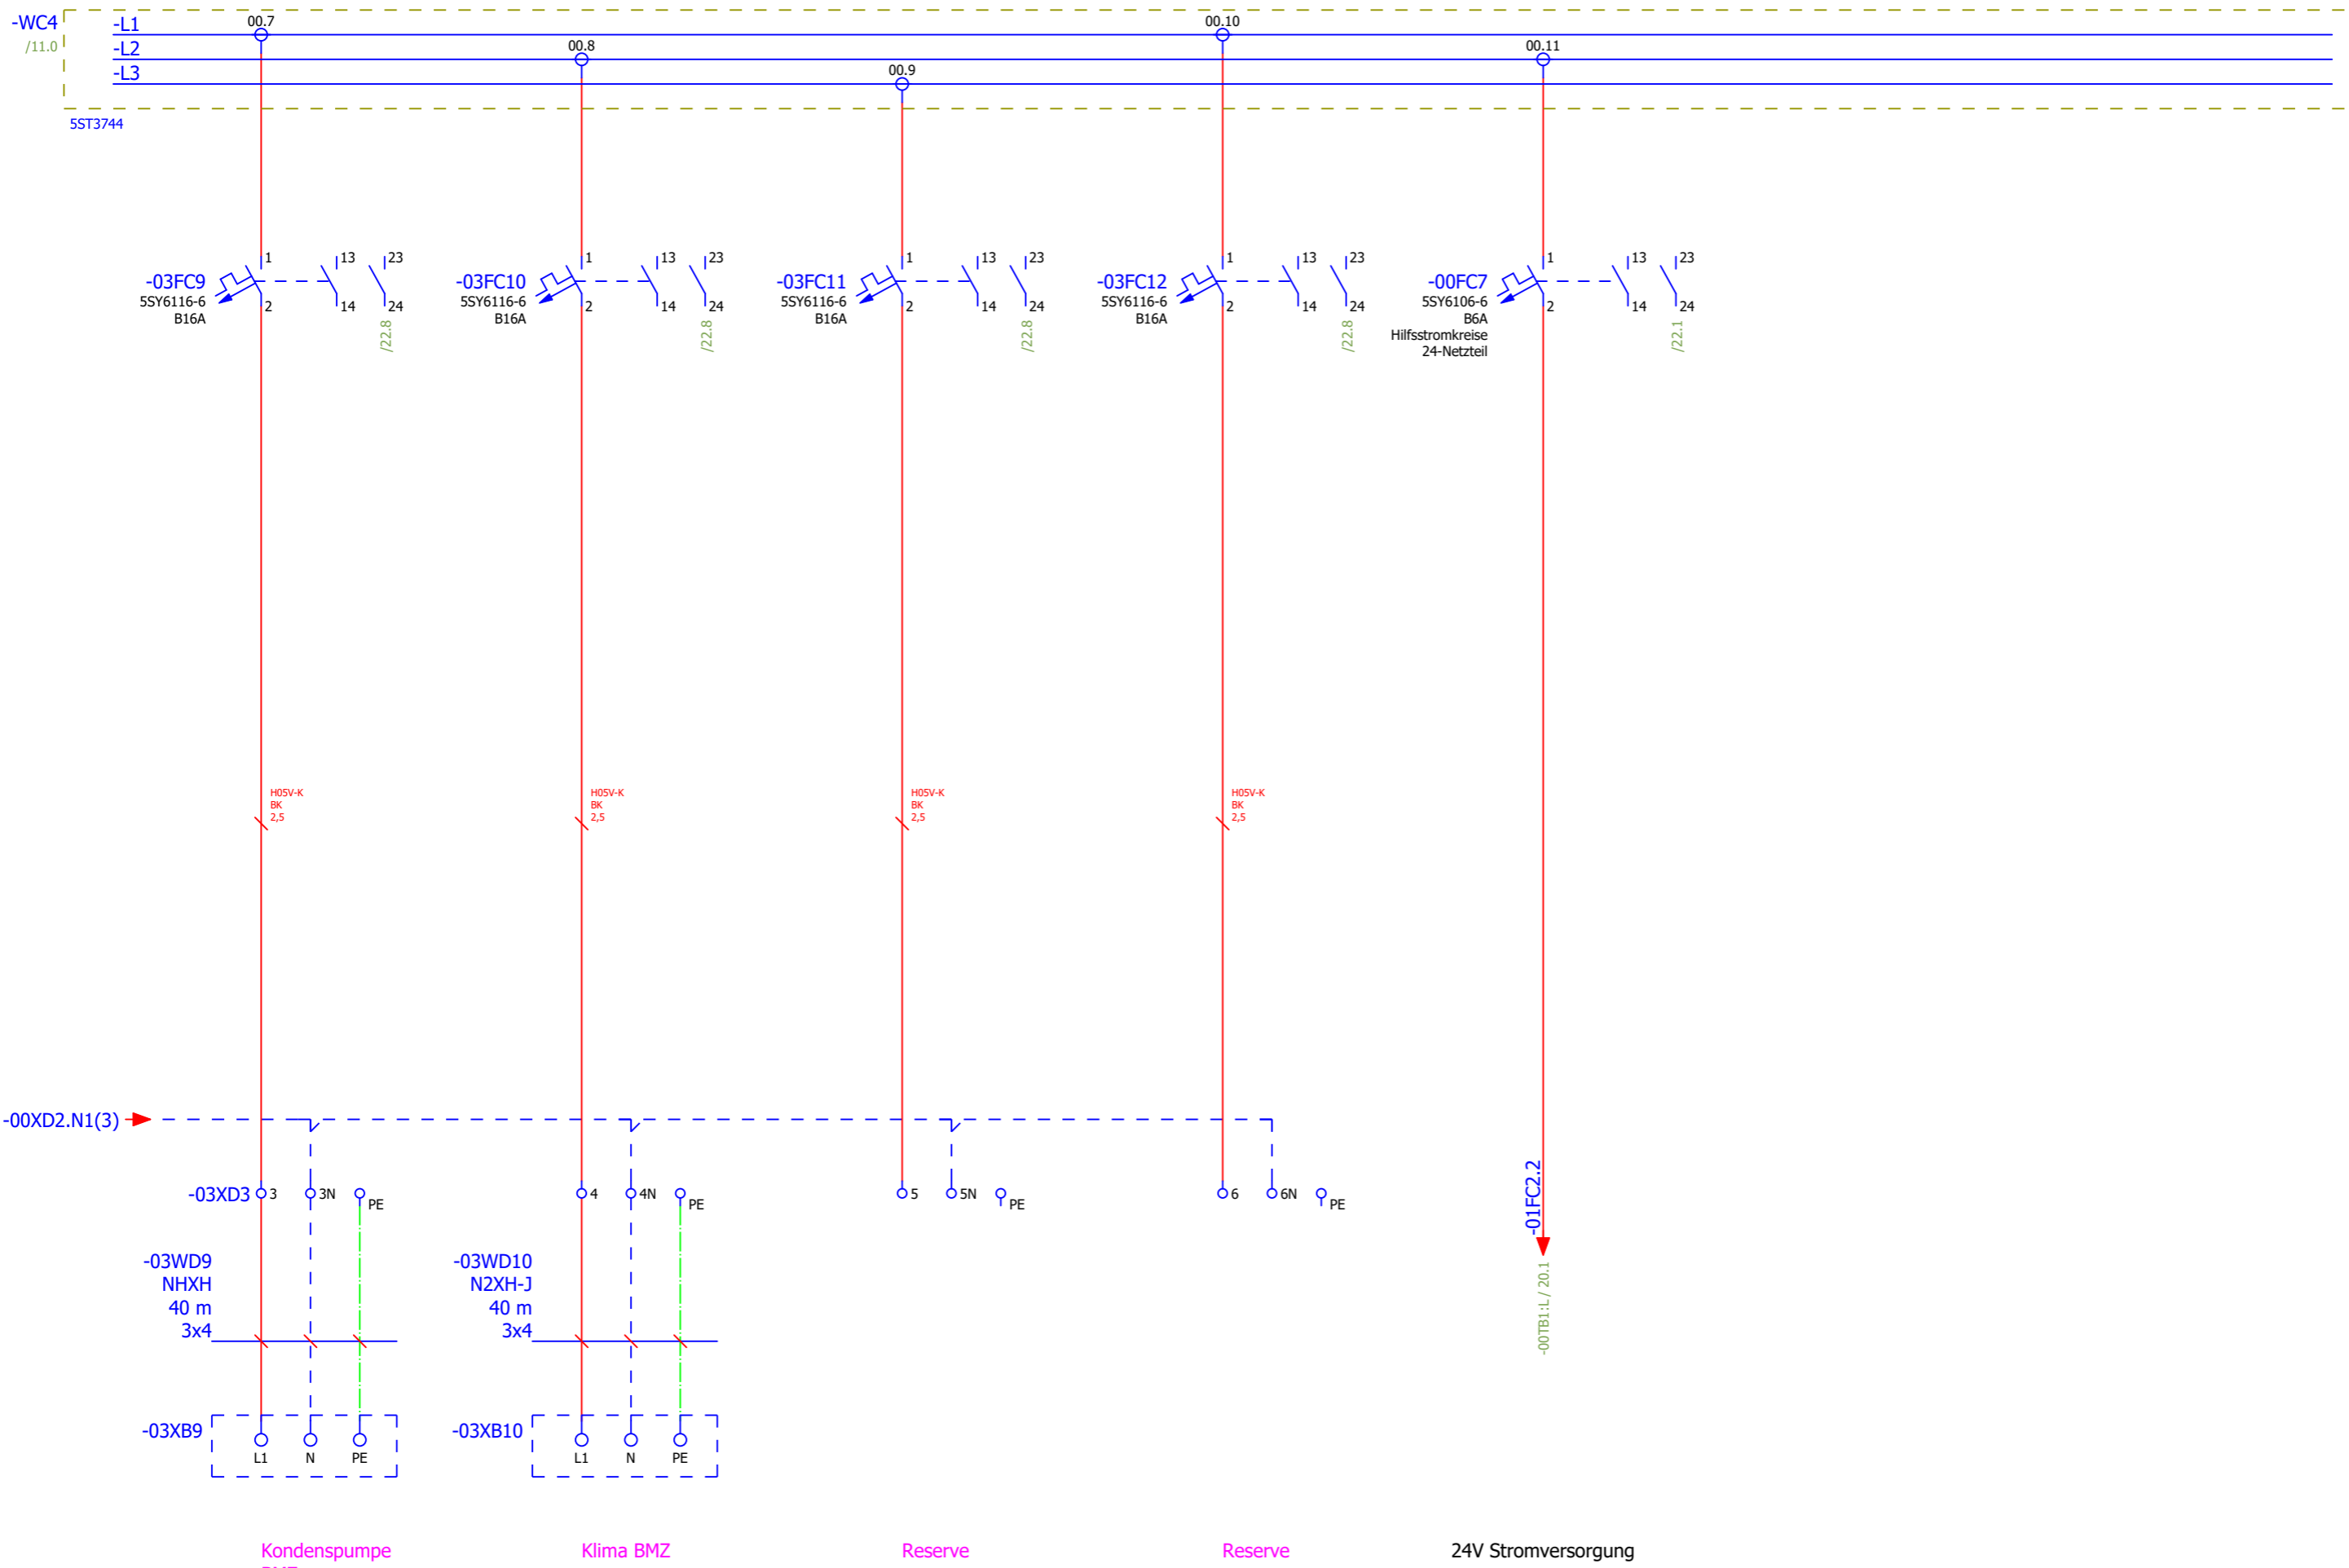 -WC4
/11.0
-L1
-L2
-L3
00.7
00.8
00.9
00.10
00.11
5ST3744
-03FC9
5SY6116-6
B16A
1
2
13
14
23
24
/22.8
-03FC10
5SY6116-6
B16A
1
2
13
14
23
24
/22.8
-03FC11
5SY6116-6
B16A
1
2
13
14
23
24
/22.8
-03FC12
5SY6116-6
B16A
1
2
13
14
23
24
/22.8
-00FC7
5SY6106-6
B6A
Hilfsstromkreise
24-Netzteil
1
2
13
14
23
24
/22.1
H05V-K
BK
2,5
H05V-K
BK
2,5
H05V-K
BK
2,5
H05V-K
BK
2,5
-00XD2.N1(3)
-03XD3
3
3N
PE
4
4N
PE
5
5N
PE
6
6N
PE
-01FC2.2
-00TB1:L / 20.1
-03WD9
NHXH
40 m
3x4
-03WD10
N2XH-J
40 m
3x4
-03XB9
L1
N
PE
-03XB10
L1
N
PE
Kondenspumpe
Klima BMZ
Reserve
Reserve
24V Stromversorgung